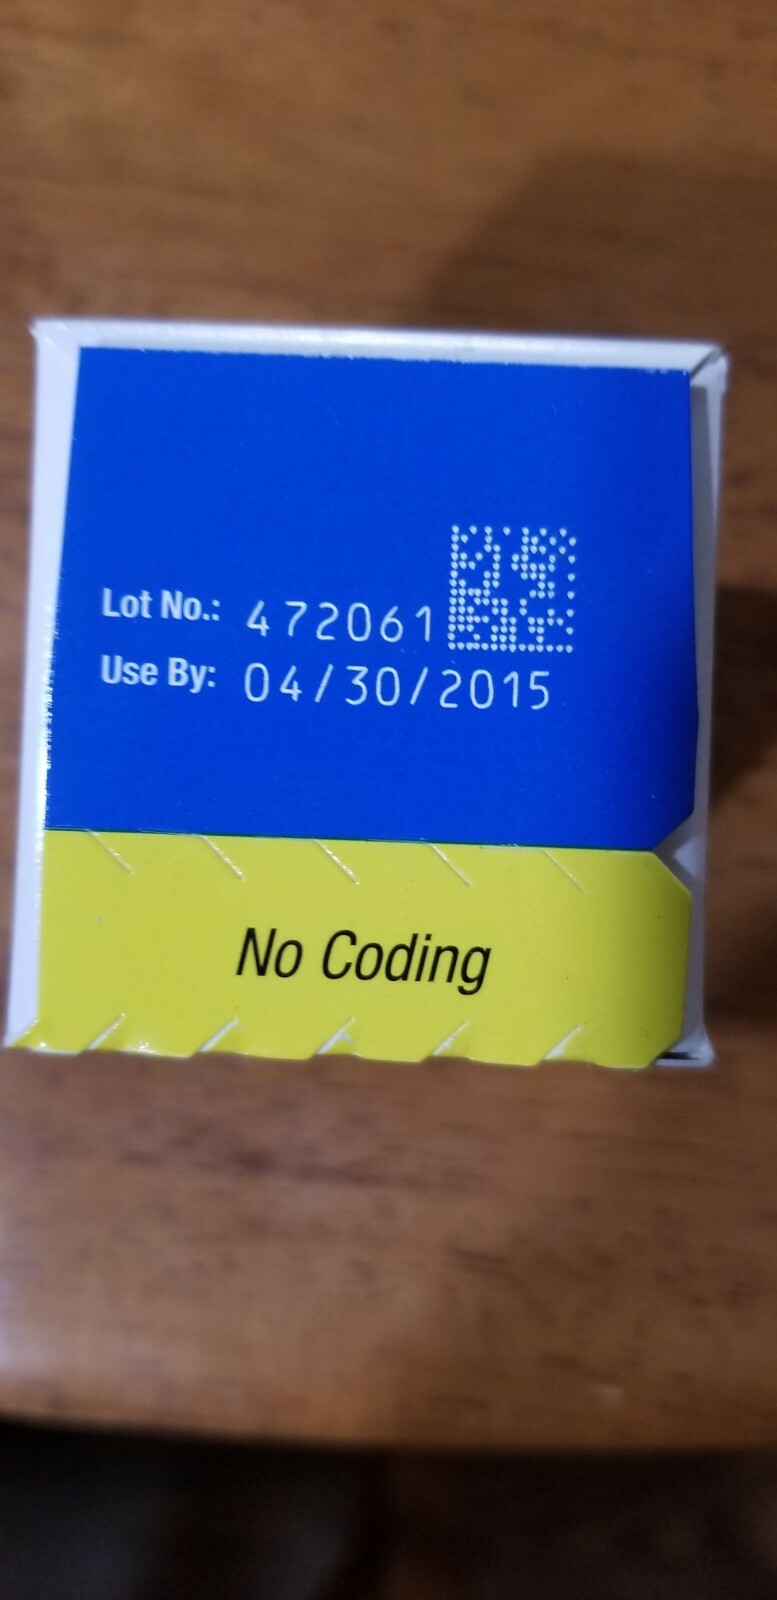 Lot No.: 472061
Use By: 04/30/2015
No Coding